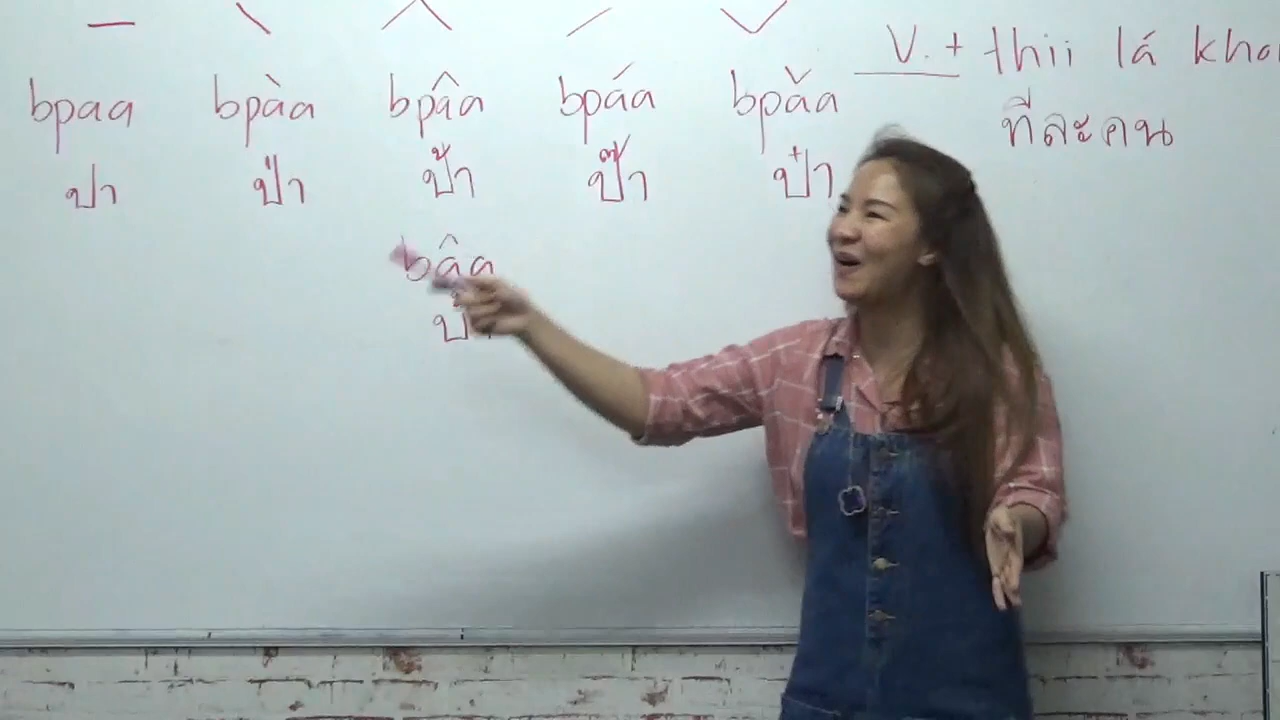 bpaa bpàa bpâa bpáa bpǎa
ปา ป่า ป้า ป๊า ป๋า
bâa
V. + thii lá
ทีละคน